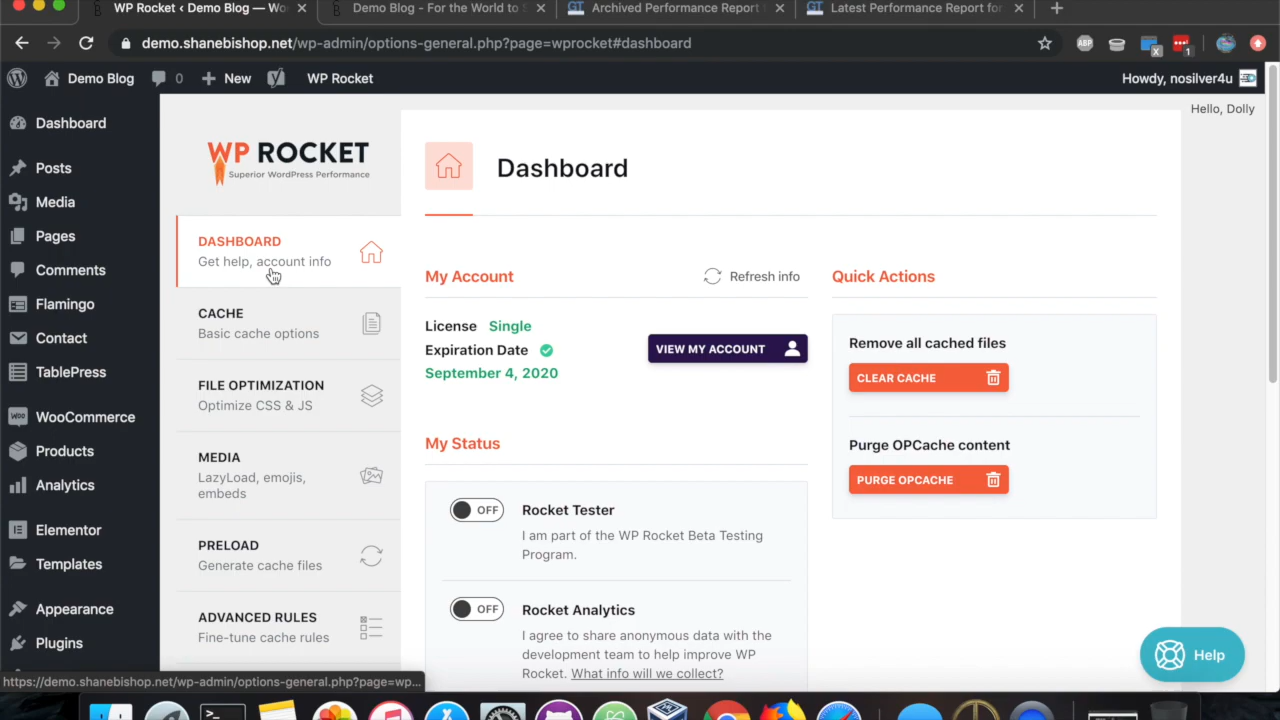 WP Rocket ‹ Demo Blog — Wo
Demo Blog - For the World to S
Archived Performance Report
Latest Performance Report for
demo.shanebishop.net/wp-admin/options-general.php?page=wprocket#dashboard
ABP
X
1
Demo Blog
0
New
WP Rocket
Howdy, nosilver4u
Hello, Dolly
Dashboard
Posts
Media
Pages
Comments
Flamingo
Contact
TablePress
WooCommerce
Products
Analytics
Elementor
Templates
Appearance
Plugins
WP ROCKET
Superior WordPress Performance
DASHBOARD
Get help, account info
CACHE
Basic cache options
FILE OPTIMIZATION
Optimize CSS & JS
MEDIA
LazyLoad, emojis,
embeds
PRELOAD
Generate cache files
ADVANCED RULES
Fine-tune cache rules
Dashboard
My Account
Refresh info
License Single
Expiration Date
September 4, 2020
VIEW MY ACCOUNT
My Status
OFF
Rocket Tester
I am part of the WP Rocket Beta Testing
Program.
OFF
Rocket Analytics
I agree to share anonymous data with the
development team to help improve WP
Rocket. What info will we collect?
Quick Actions
Remove all cached files
CLEAR CACHE
Purge OPCache content
PURGE OPCACHE
Help
https://demo.shanebishop.net/wp-admin/options-general.php?page=wp...